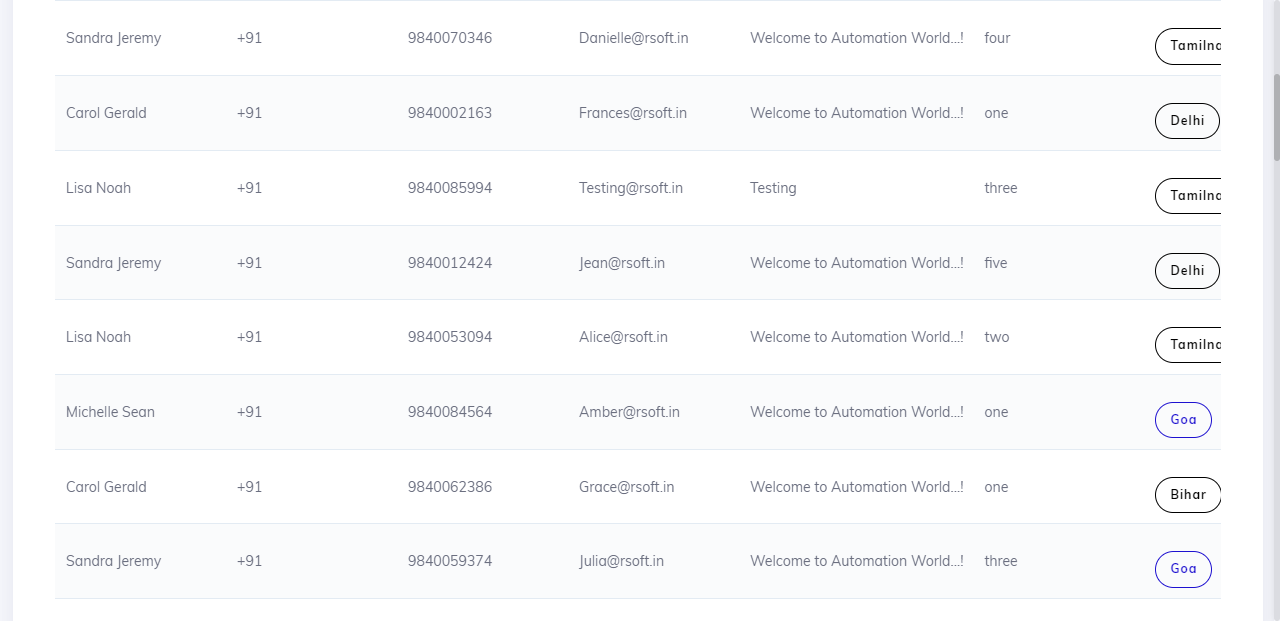 Sandra Jeremy +91 9840070346 Danielle@rsoft.in Welcome to Automation World...! four Tamilna
Carol Gerald +91 9840002163 Frances@rsoft.in Welcome to Automation World...! one Delhi
Lisa Noah +91 9840085994 Testing@rsoft.in Testing three Tamilna
Sandra Jeremy +91 9840012424 Jean@rsoft.in Welcome to Automation World...! five Delhi
Lisa Noah +91 9840053094 Alice@rsoft.in Welcome to Automation World...! two Tamilna
Michelle Sean +91 9840084564 Amber@rsoft.in Welcome to Automation World...! one Goa
Carol Gerald +91 9840062386 Grace@rsoft.in Welcome to Automation World...! one Bihar
Sandra Jeremy +91 9840059374 Julia@rsoft.in Welcome to Automation World...! three Goa